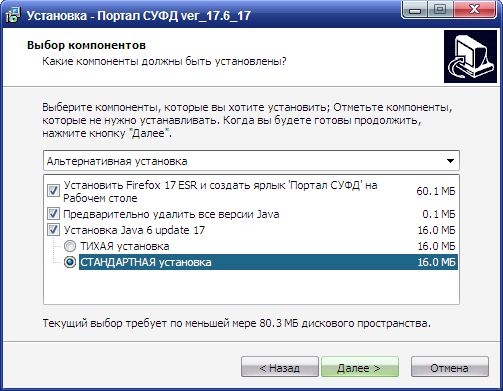 Установка - Портал СУФД ver_17.6_17
Выбор компонентов
Какие компоненты должны быть установлены?
Выберите компоненты, которые вы хотите установить; Отметьте компоненты,
которые не нужно устанавливать. Когда вы будете готовы продолжить,
нажмите кнопку "Далее".
Альтернативная установка
Установить Firefox 17 ESR и создать ярлык 'Портал СУФД' на 60.1 МБ
Рабочем столе
Предварительно удалить все версии Java 0.1 МБ
Установка Java 6 update 17 16.0 МБ
ТИХАЯ установка 16.0 МБ
СТАНДАРТНАЯ установка 16.0 МБ
Текущий выбор требует по меньшей мере 80.3 МБ дискового пространства.
< Назад Далее > Отмена